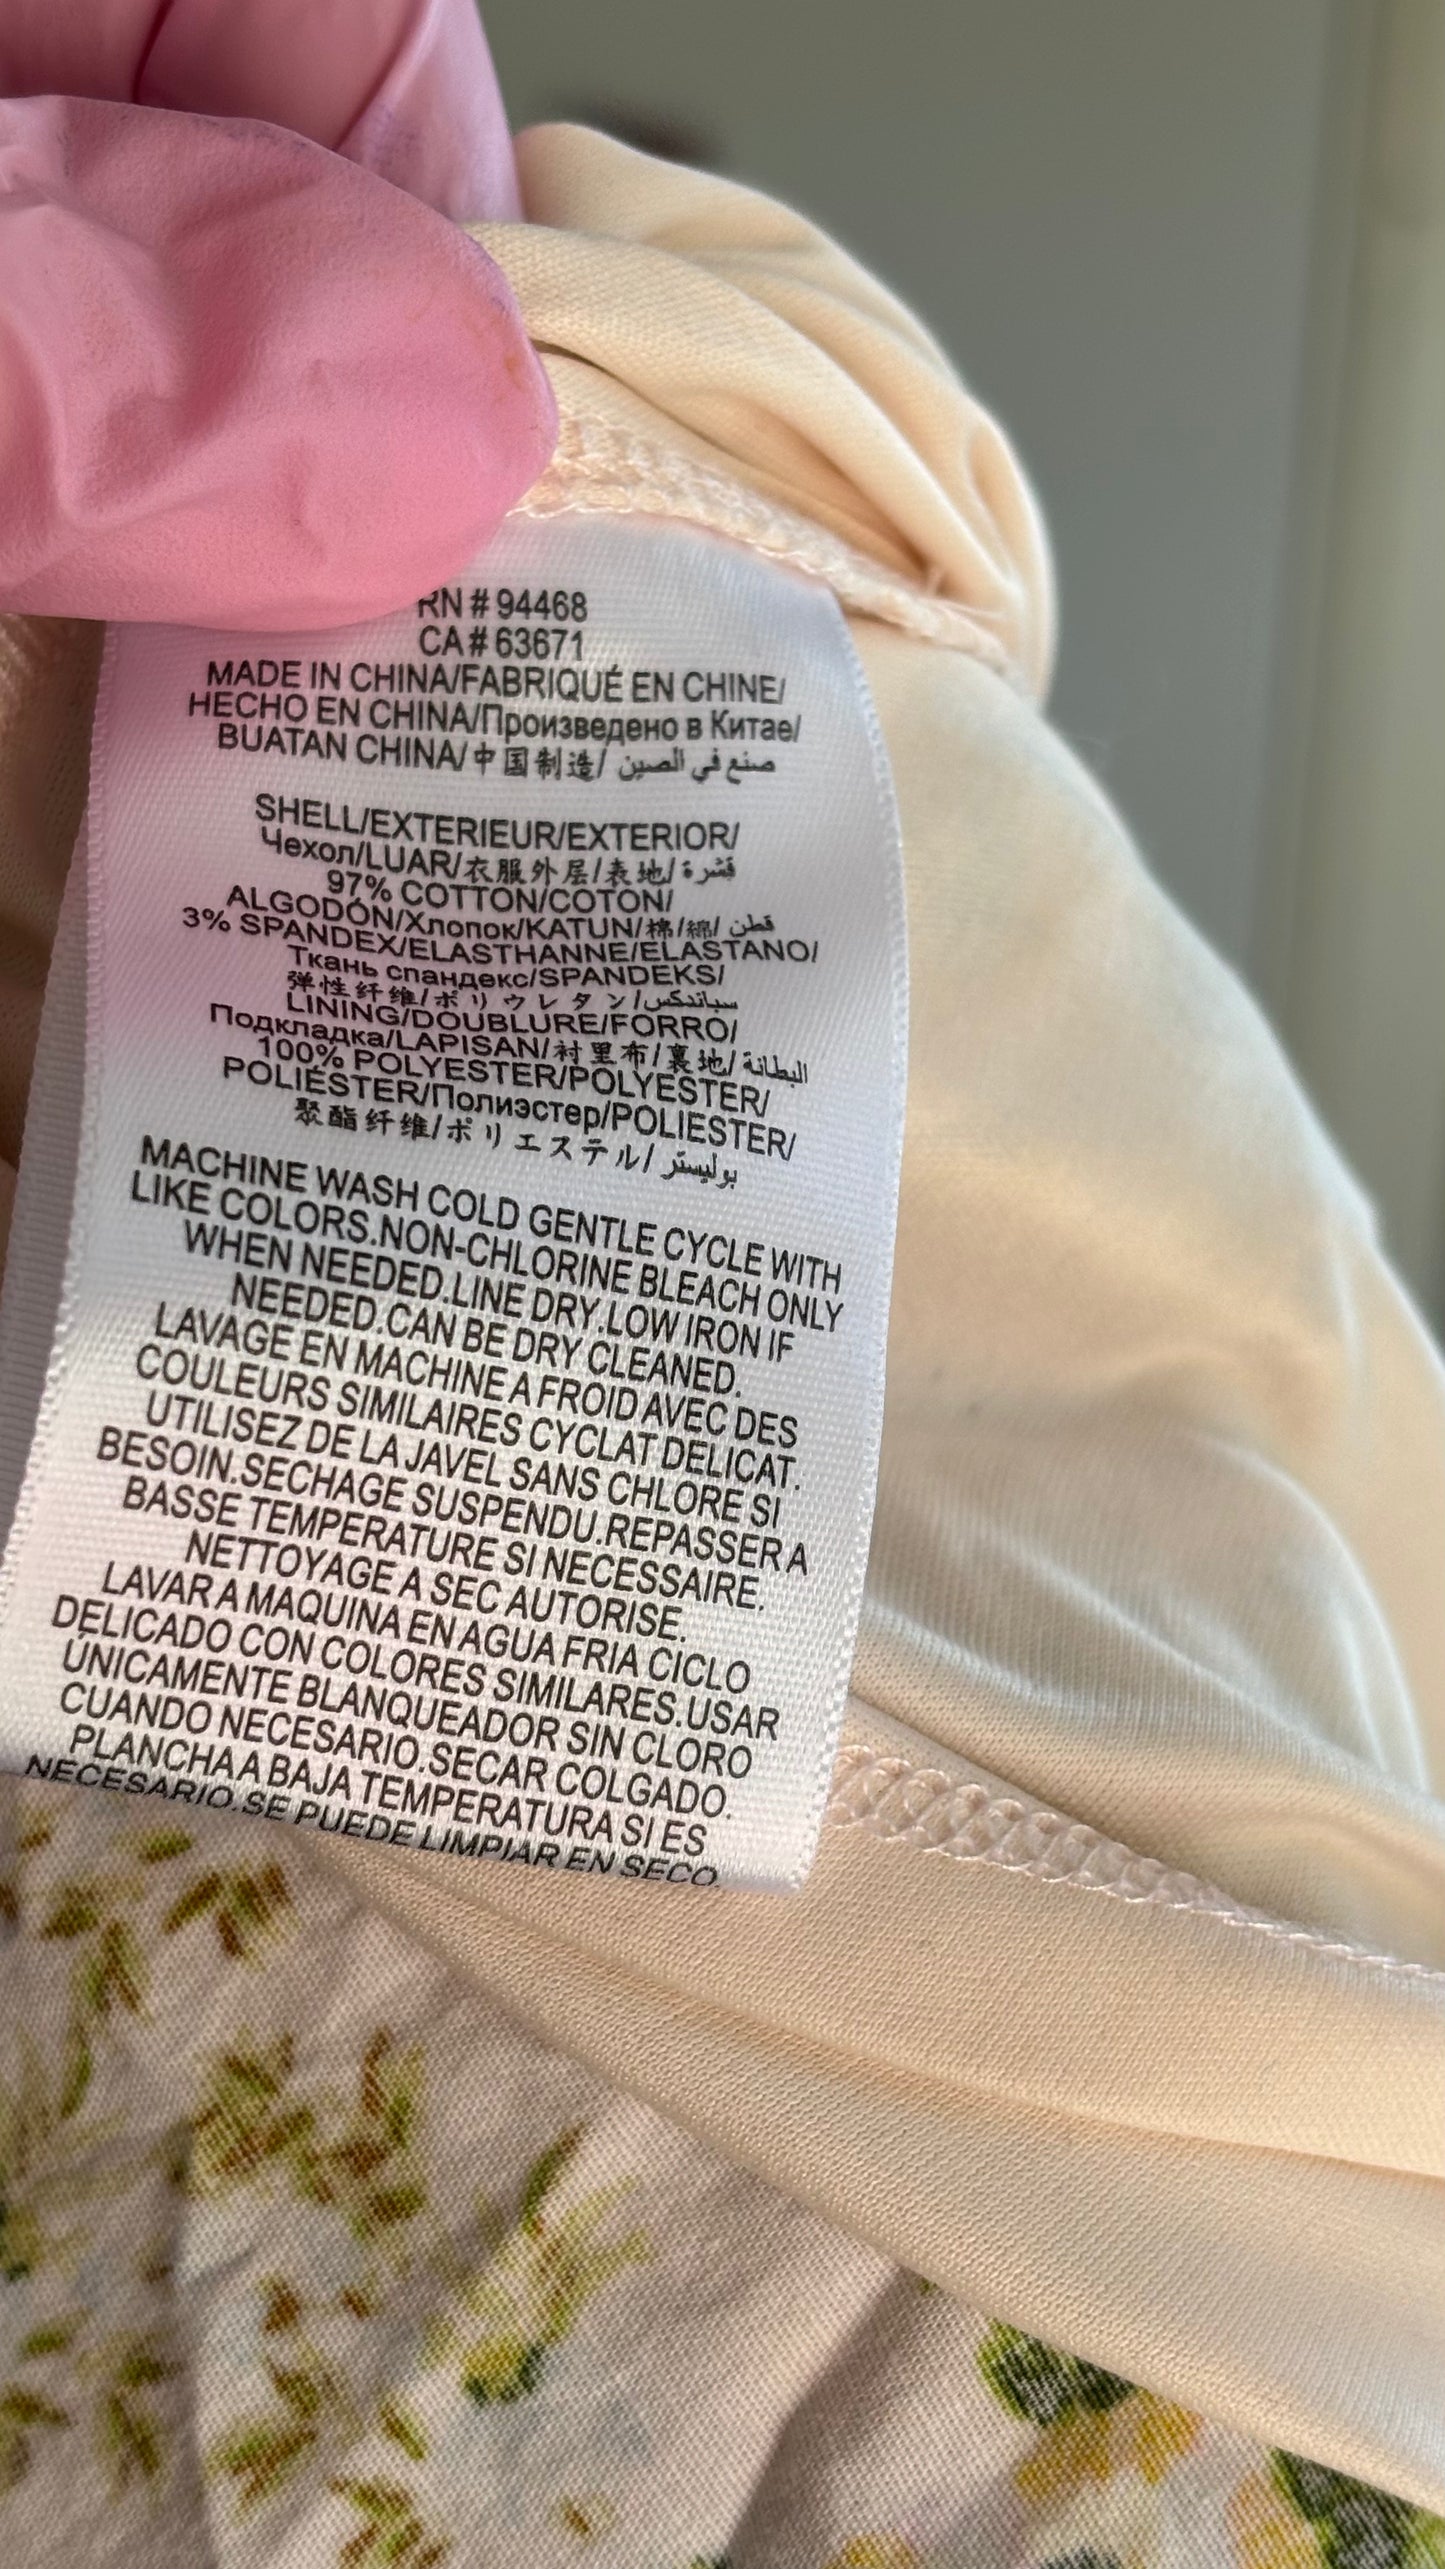 RN # 94468
CA # 63671
MADE IN CHINA/FABRIQUÉ EN CHINE/
HECHO EN CHINA/Произведено в Китае/
BUATAN CHINA/中国制造/ صنع في الصين
SHELL/EXTERIEUR/EXTERIOR/
Чехол/LUAR/衣服外层/表地/ قشرة
97% COTTON/COTON/
ALGODÓN/Хлопок/KATUN/棉/綿/ قطن
3% SPANDEX/ELASTHANNE/ELASTANO/
Ткань спандекс/SPANDEKS/
弹性纤维/ポリウレタン/سباندكس
LINING/DOUBLURE/FORRO/
Подкладка/LAPISAN/衬里布/裏地/ البطانة
100% POLYESTER/POLYESTER/
POLIÉSTER/Полиэстер/POLIESTER/
聚酯纤维/ポリエステル/ بوليستر
MACHINE WASH COLD GENTLE CYCLE WITH
LIKE COLORS.NON-CHLORINE BLEACH ONLY
WHEN NEEDED.LINE DRY.LOW IRON IF
NEEDED.CAN BE DRY CLEANED.
LAVAGE EN MACHINE A FROID AVEC DES
COULEURS SIMILAIRES CYCLAT DELICAT.
UTILISEZ DE LA JAVEL SANS CHLORE SI
BESOIN.SECHAGE SUSPENDU.REPASSER A
BASSE TEMPERATURE SI NECESSAIRE.
NETTOYAGE A SEC AUTORISE.
LAVAR A MAQUINA EN AGUA FRIA CICLO
DELICADO CON COLORES SIMILARES.USAR
ÚNICAMENTE BLANQUEADOR SIN CLORO
CUANDO NECESARIO.SECAR COLGADO.
PLANCHA A BAJA TEMPERATURA SI ES
NECESARIO.SE PUEDE LIMPIAR EN SECO.